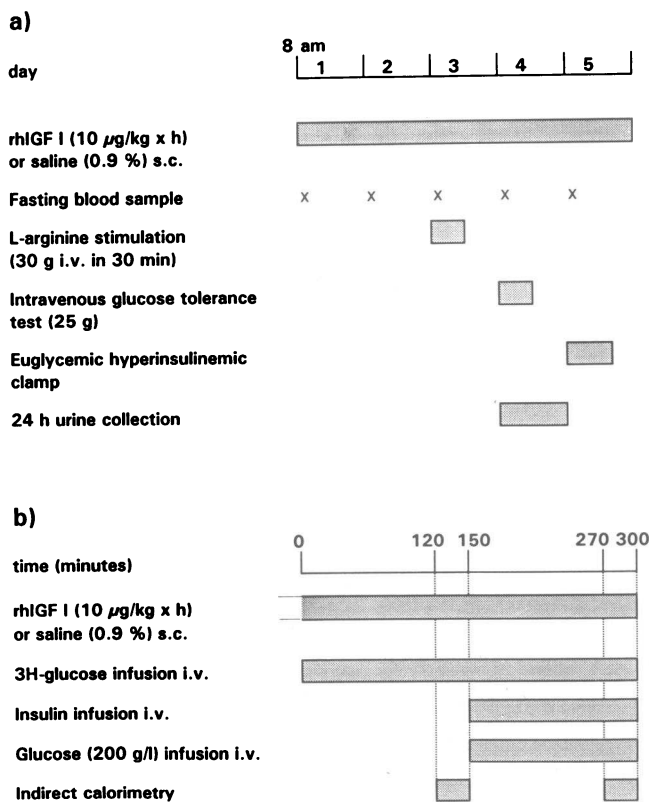 a)
8 am
day 1 2 3 4 5
rhIGF I (10 µg/kg x h)
or saline (0.9 %) s.c.
Fasting blood sample x x x x x
L-arginine stimulation
(30 g i.v. in 30 min)
Intravenous glucose tolerance
test (25 g)
Euglycemic hyperinsulinemic
clamp
24 h urine collection
b)
0 120 150 270 300
time (minutes)
rhIGF I (10 µg/kg x h)
or saline (0.9 %) s.c.
3H-glucose infusion i.v.
Insulin infusion i.v.
Glucose (200 g/l) infusion i.v.
Indirect calorimetry